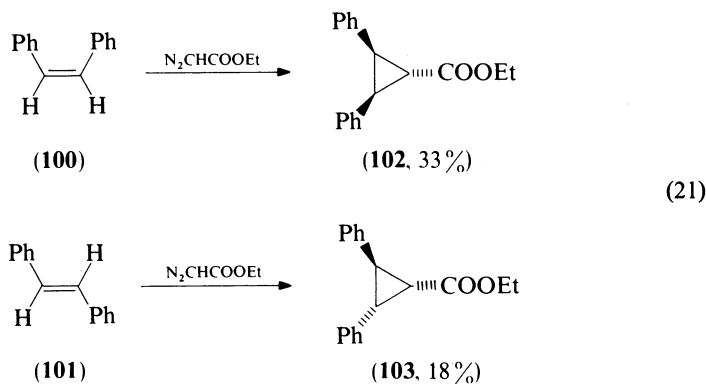 Ph Ph
H H
N₂CHCOOEt
Ph
COOEt
Ph
(100)
(102, 33%)
(21)
Ph H
H Ph
N₂CHCOOEt
Ph
COOEt
Ph
(101)
(103, 18%)